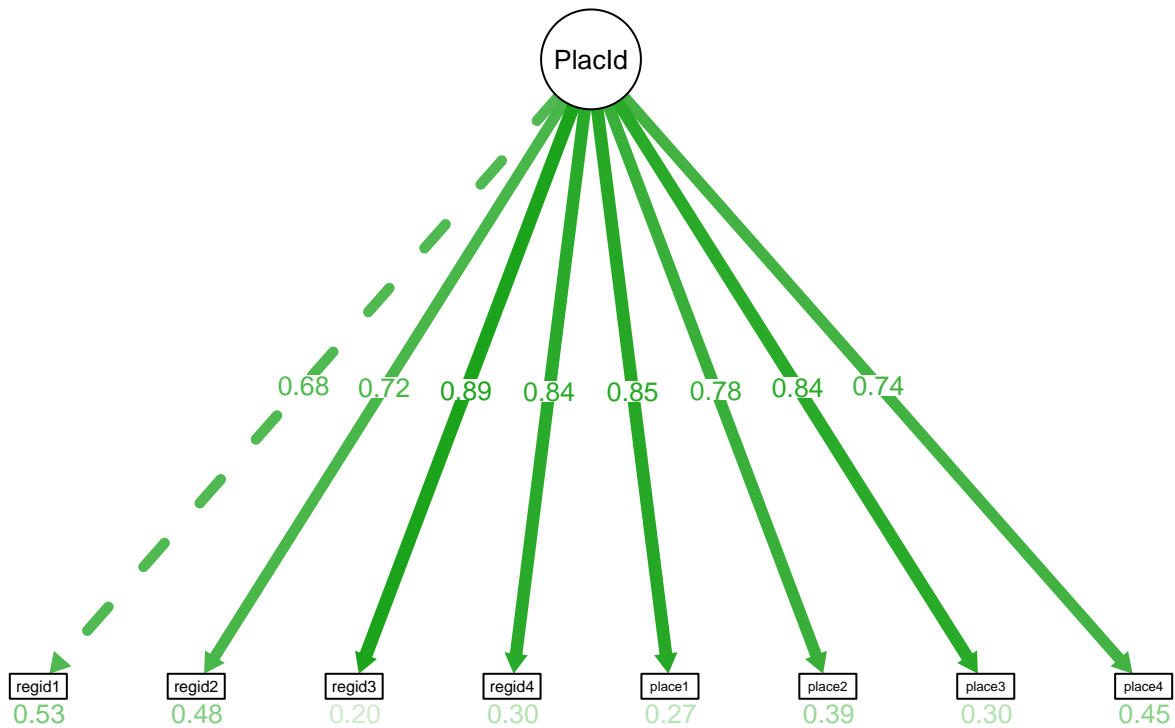 PlacId
0.68 0.72 0.89 0.84 0.85 0.78 0.84 0.74
regid1 regid2 regid3 regid4 place1 place2 place3 place4
0.53 0.48 0.20 0.30 0.27 0.39 0.30 0.45